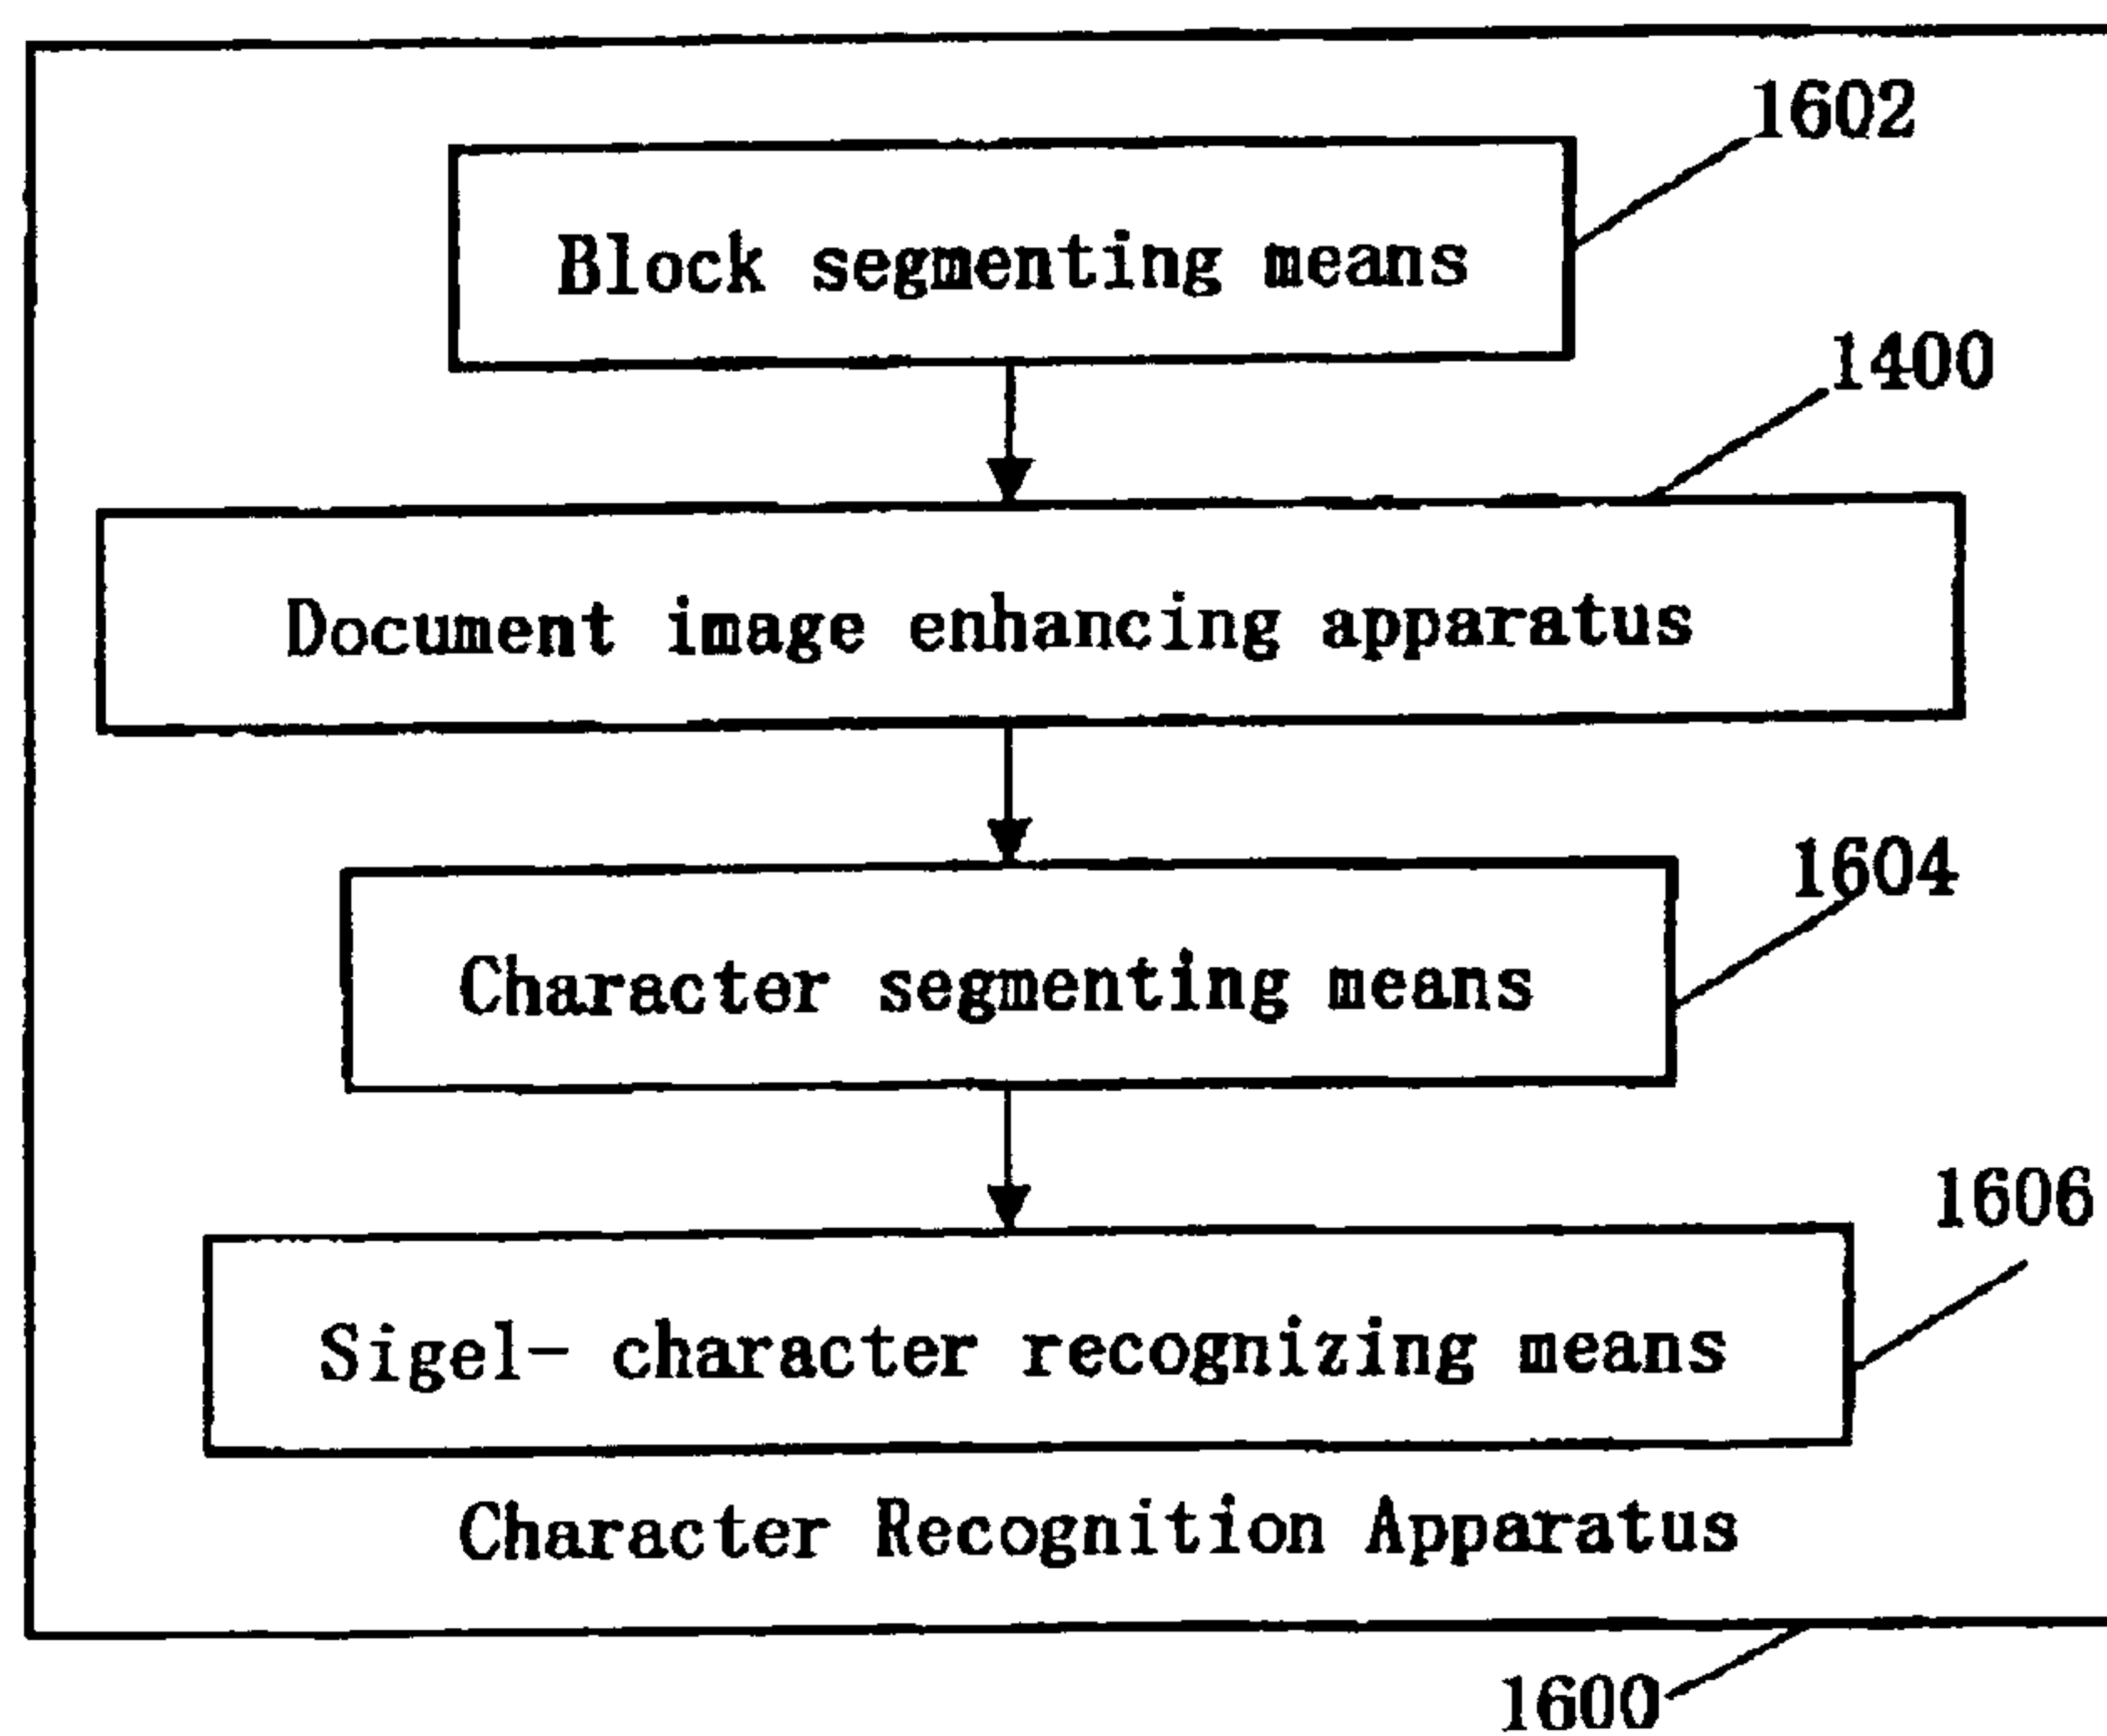 1602
Block segmenting means
1400
Document image enhancing apparatus
1604
Character segmenting means
1606
Sigel- character recognizing means
Character Recognition Apparatus
1600